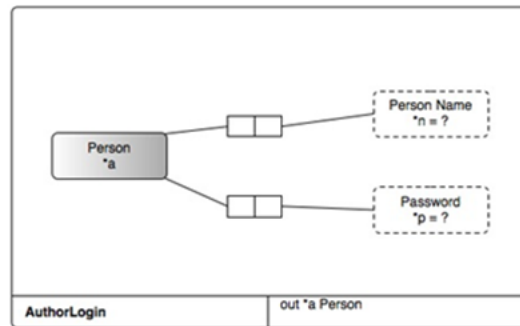 Person Name
*n = ?
Person
*a
Password
*p = ?
AuthorLogin
out *a Person